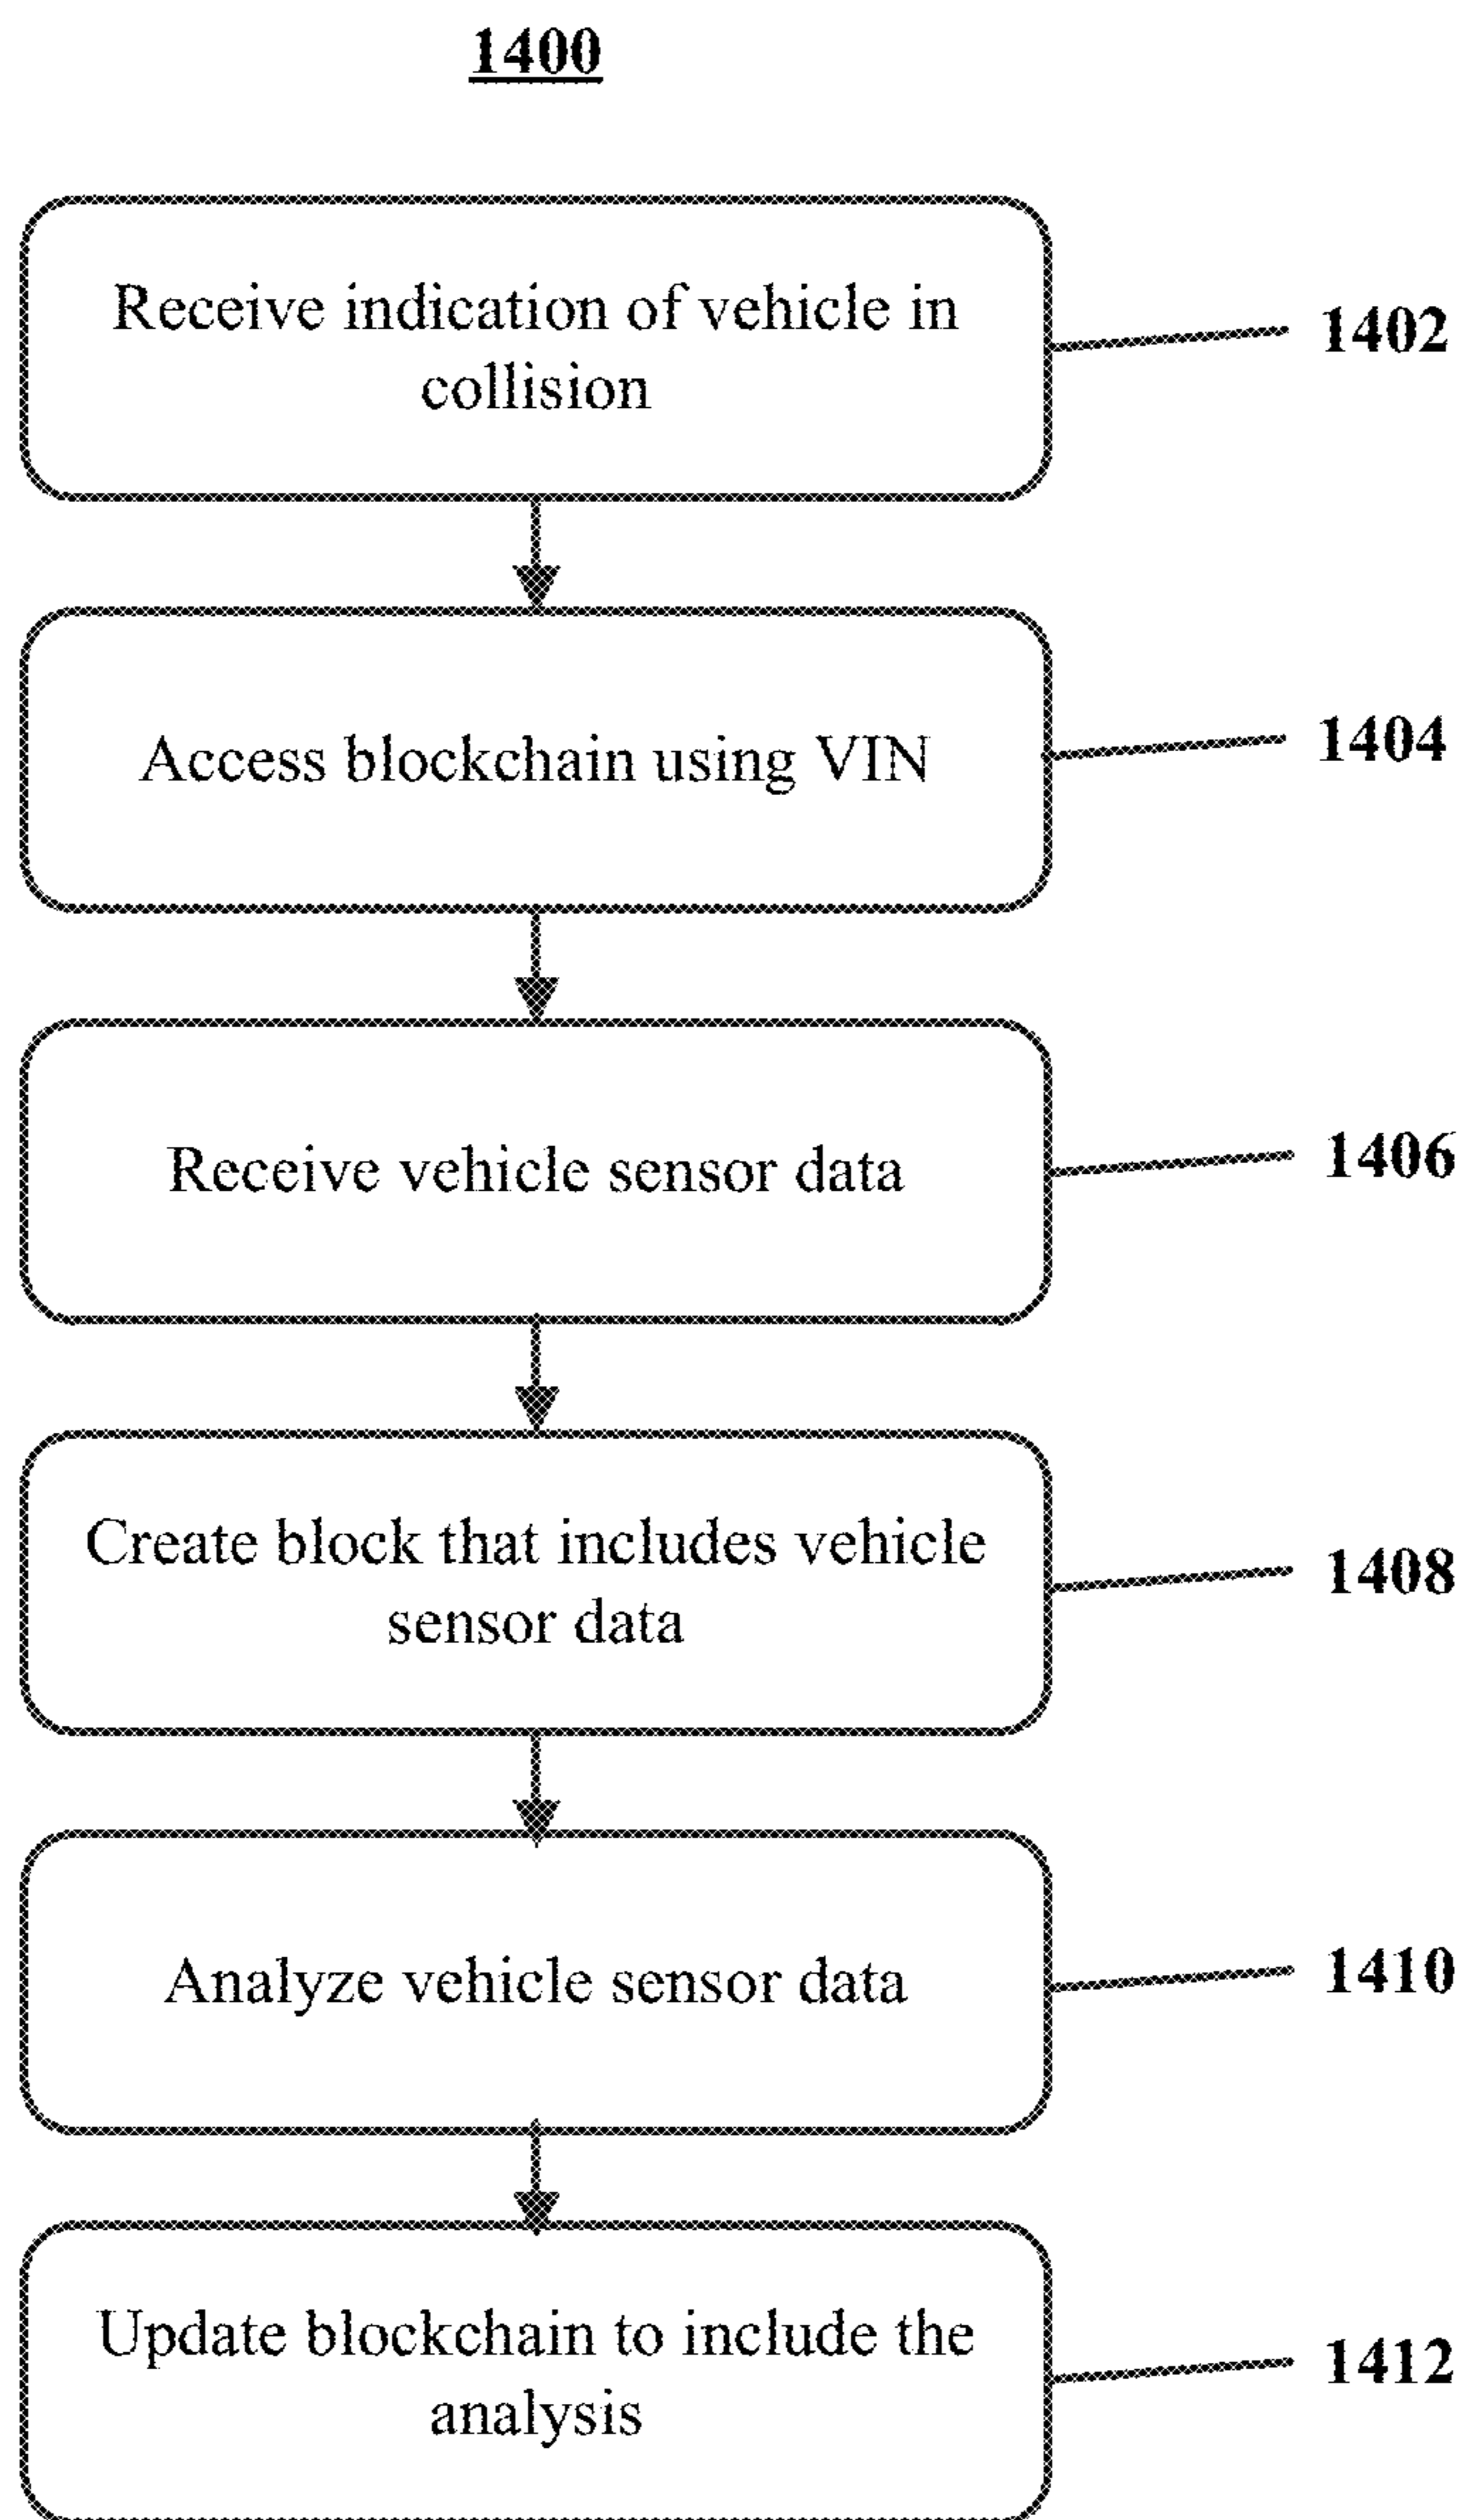 1400
Receive indication of vehicle in
collision
1402
Access blockchain using VIN
1404
Receive vehicle sensor data
1406
Create block that includes vehicle
sensor data
1408
Analyze vehicle sensor data
1410
Update blockchain to include the
analysis
1412